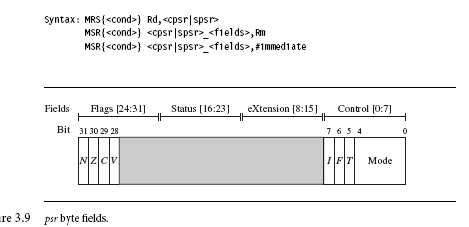 Syntax: MRS{<cond>} Rd,<cpsr|spsr>
MSR{<cond>} <cpsr|spsr>_<fields>,Rm
MSR{<cond>} <cpsr|spsr>_<fields>,#immediate
Fields Flags [24:31] Status [16:23] eXtension [8:15] Control [0:7]
Bit 31 30 29 28 7 6 5 4 0
N Z C V I F T Mode
ure 3.9 psr byte fields.